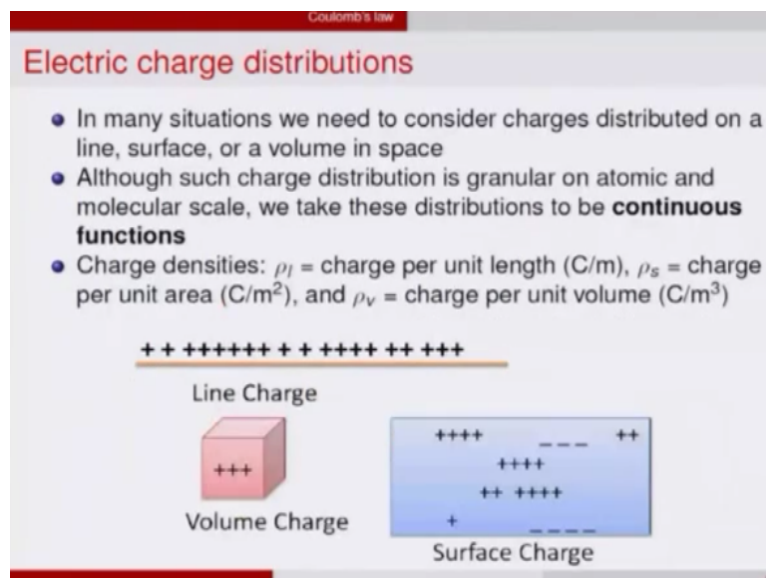 Coulomb's law
Electric charge distributions
In many situations we need to consider charges distributed on a
line, surface, or a volume in space
Although such charge distribution is granular on atomic and
molecular scale, we take these distributions to be continuous
functions
Charge densities: ρₗ = charge per unit length (C/m), ρₛ = charge
per unit area (C/m²), and ρᵥ = charge per unit volume (C/m³)
+ + ++++++ + + ++++ ++ +++
Line Charge
++++ _ _ _ ++
++++
+++
++ ++++
+ _ _ _ _
Volume Charge
Surface Charge